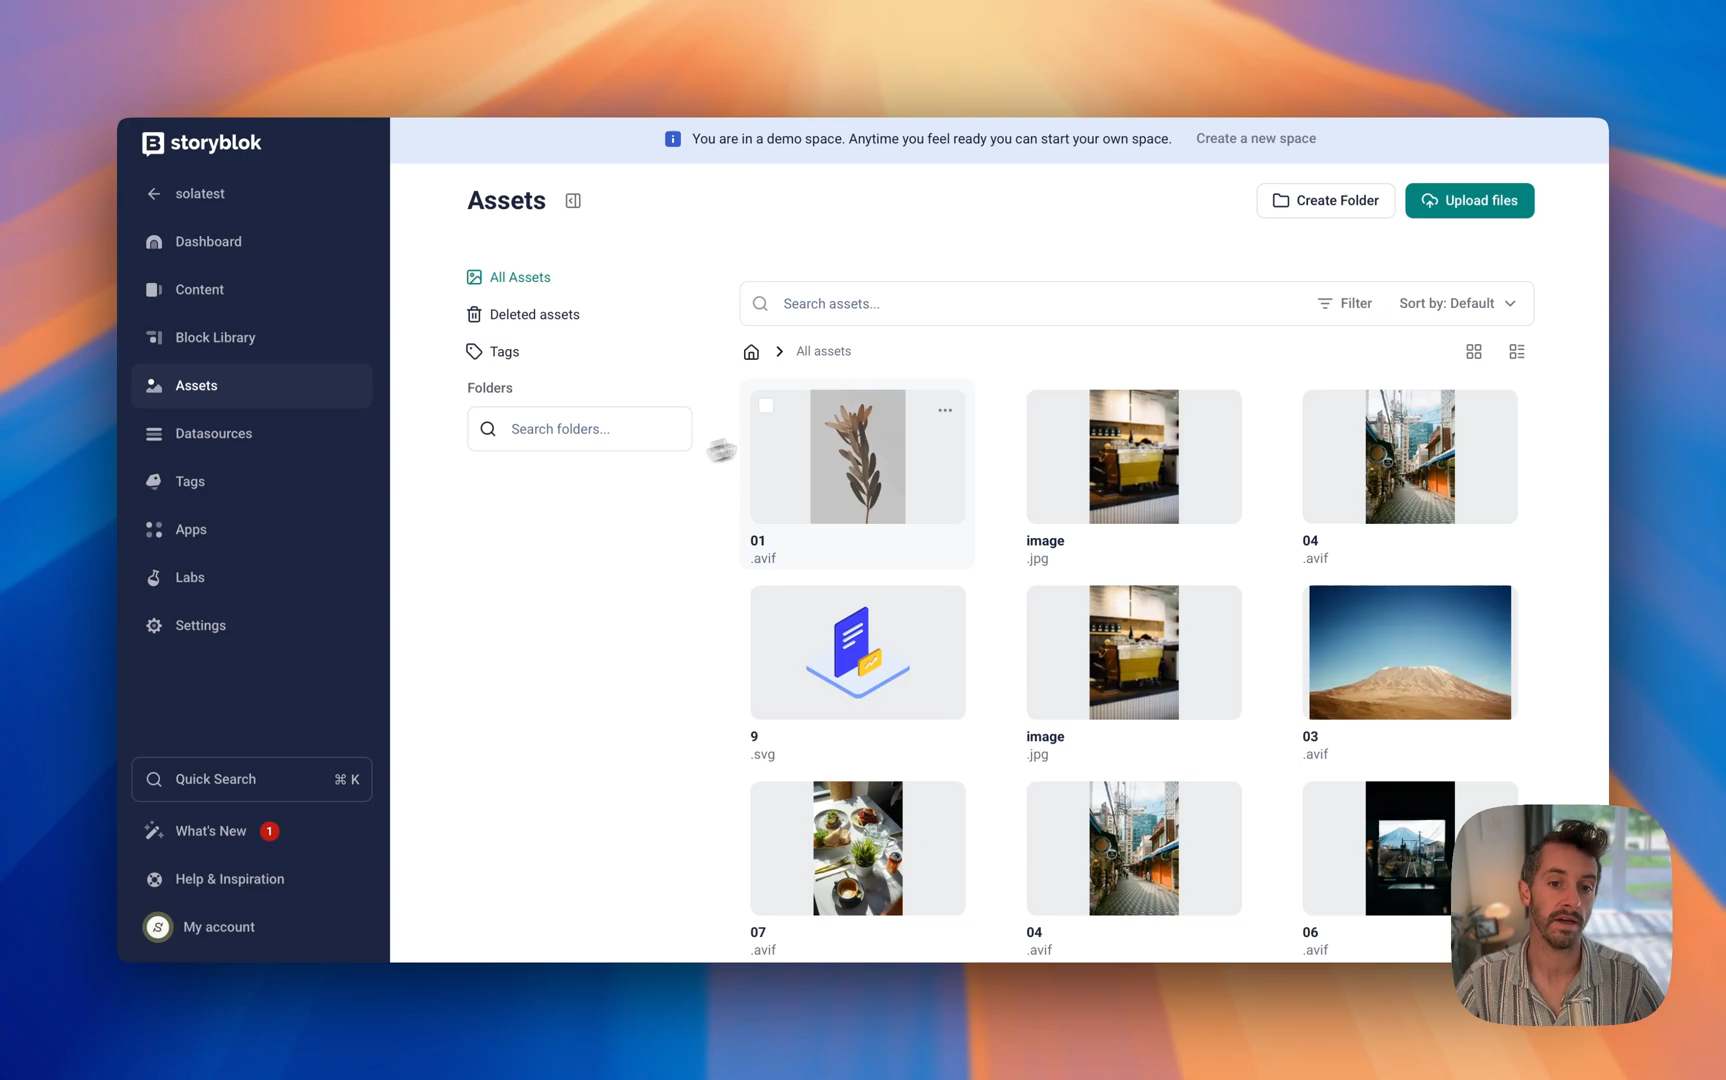 storyblok
solatest
Dashboard
Content
Block Library
Assets
Datasources
Tags
Apps
Labs
Settings
Quick Search ⌘ K
What's New 1
Help & Inspiration
S My account
You are in a demo space. Anytime you feel ready you can start your own space. Create a new space
Assets
Create Folder
Upload files
All Assets
Deleted assets
Tags
Folders
Search folders...
Search assets...
Filter
Sort by: Default
All assets
01
.avif
image
.jpg
04
.avif
9
.svg
image
.jpg
03
.avif
07
.avif
04
.avif
06
.avif